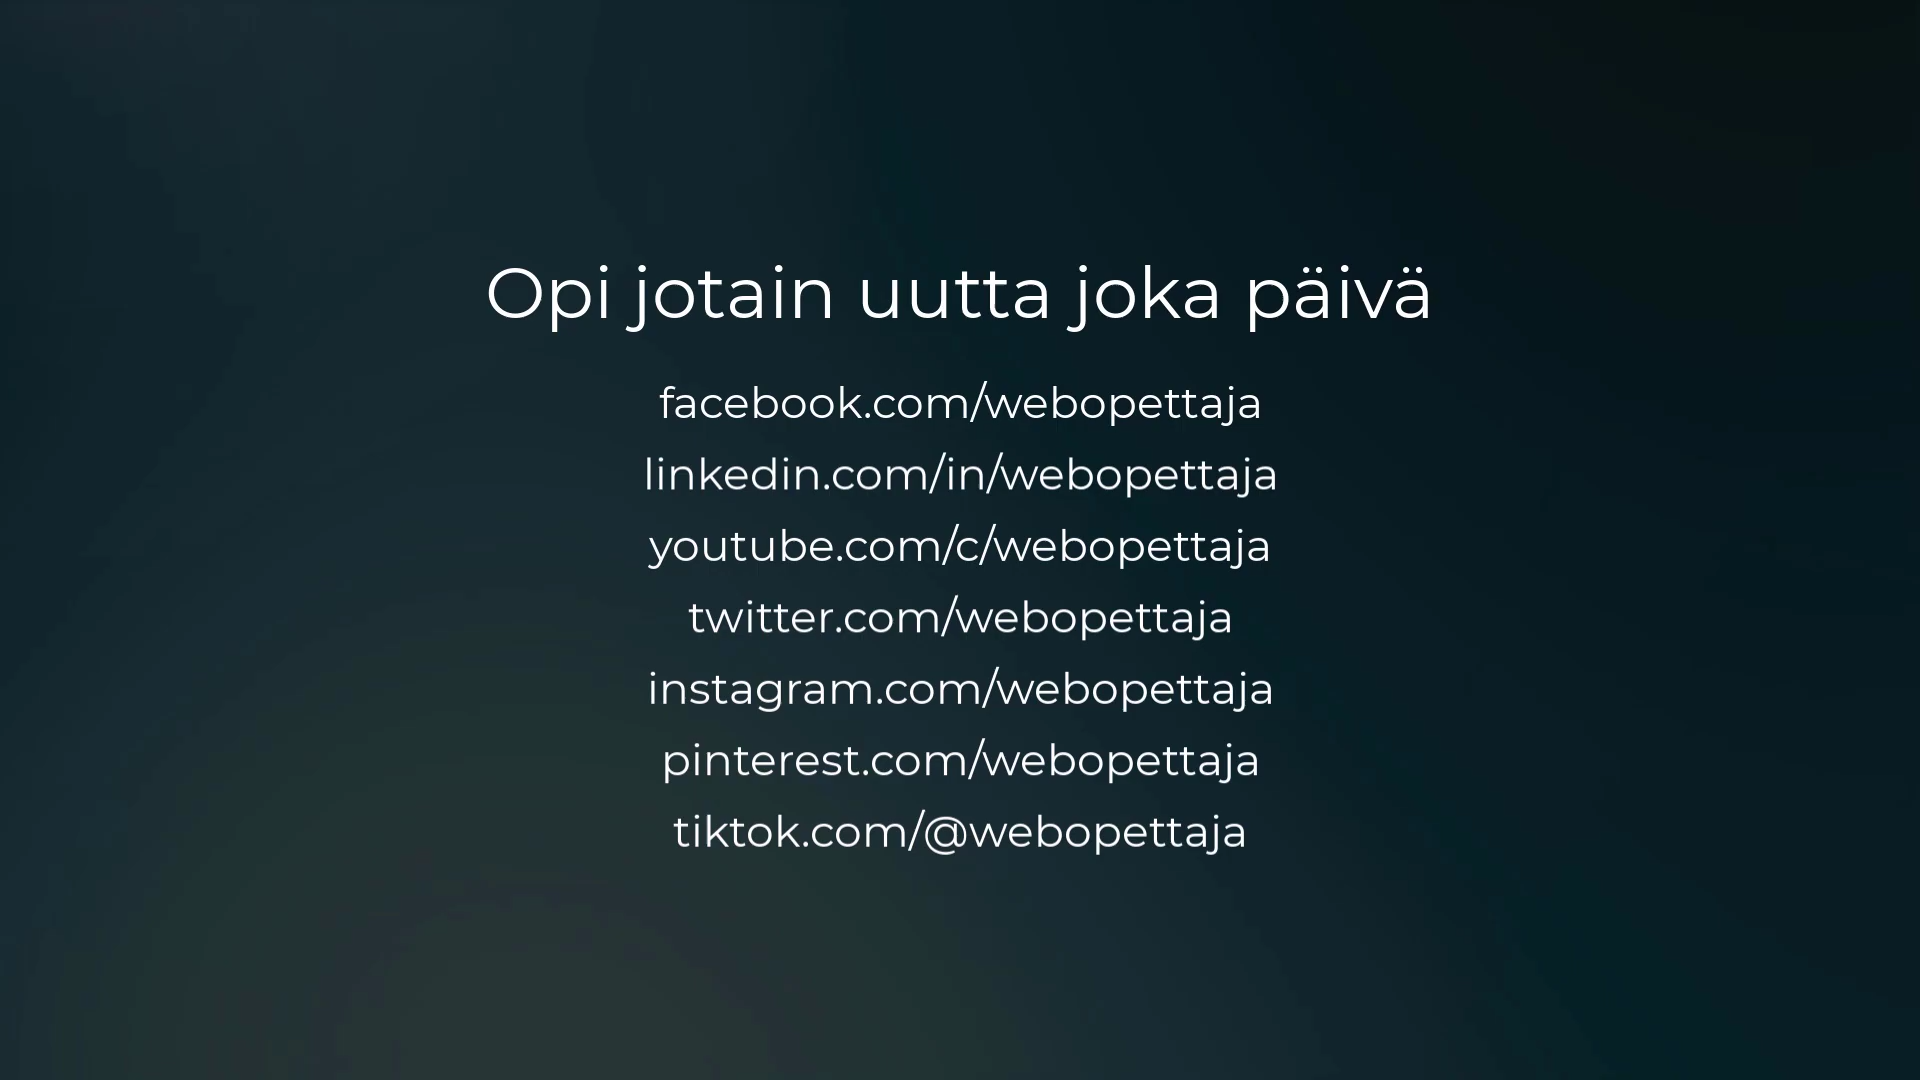 Opi jotain uutta joka päivä
facebook.com/webopettaja
linkedin.com/in/webopettaja
youtube.com/c/webopettaja
twitter.com/webopettaja
instagram.com/webopettaja
pinterest.com/webopettaja
tiktok.com/@webopettaja